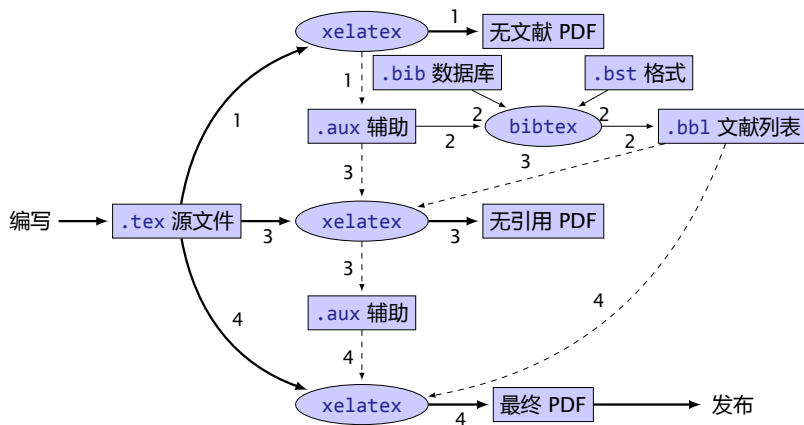 xelatex
1
无文献 PDF
1
.bib 数据库
.bst 格式
.aux 辅助
2
2
bibtex
2
2
.bbl 文献列表
1
3
3
编写
.tex 源文件
3
xelatex
3
无引用 PDF
3
4
.aux 辅助
4
4
xelatex
4
最终 PDF
发布